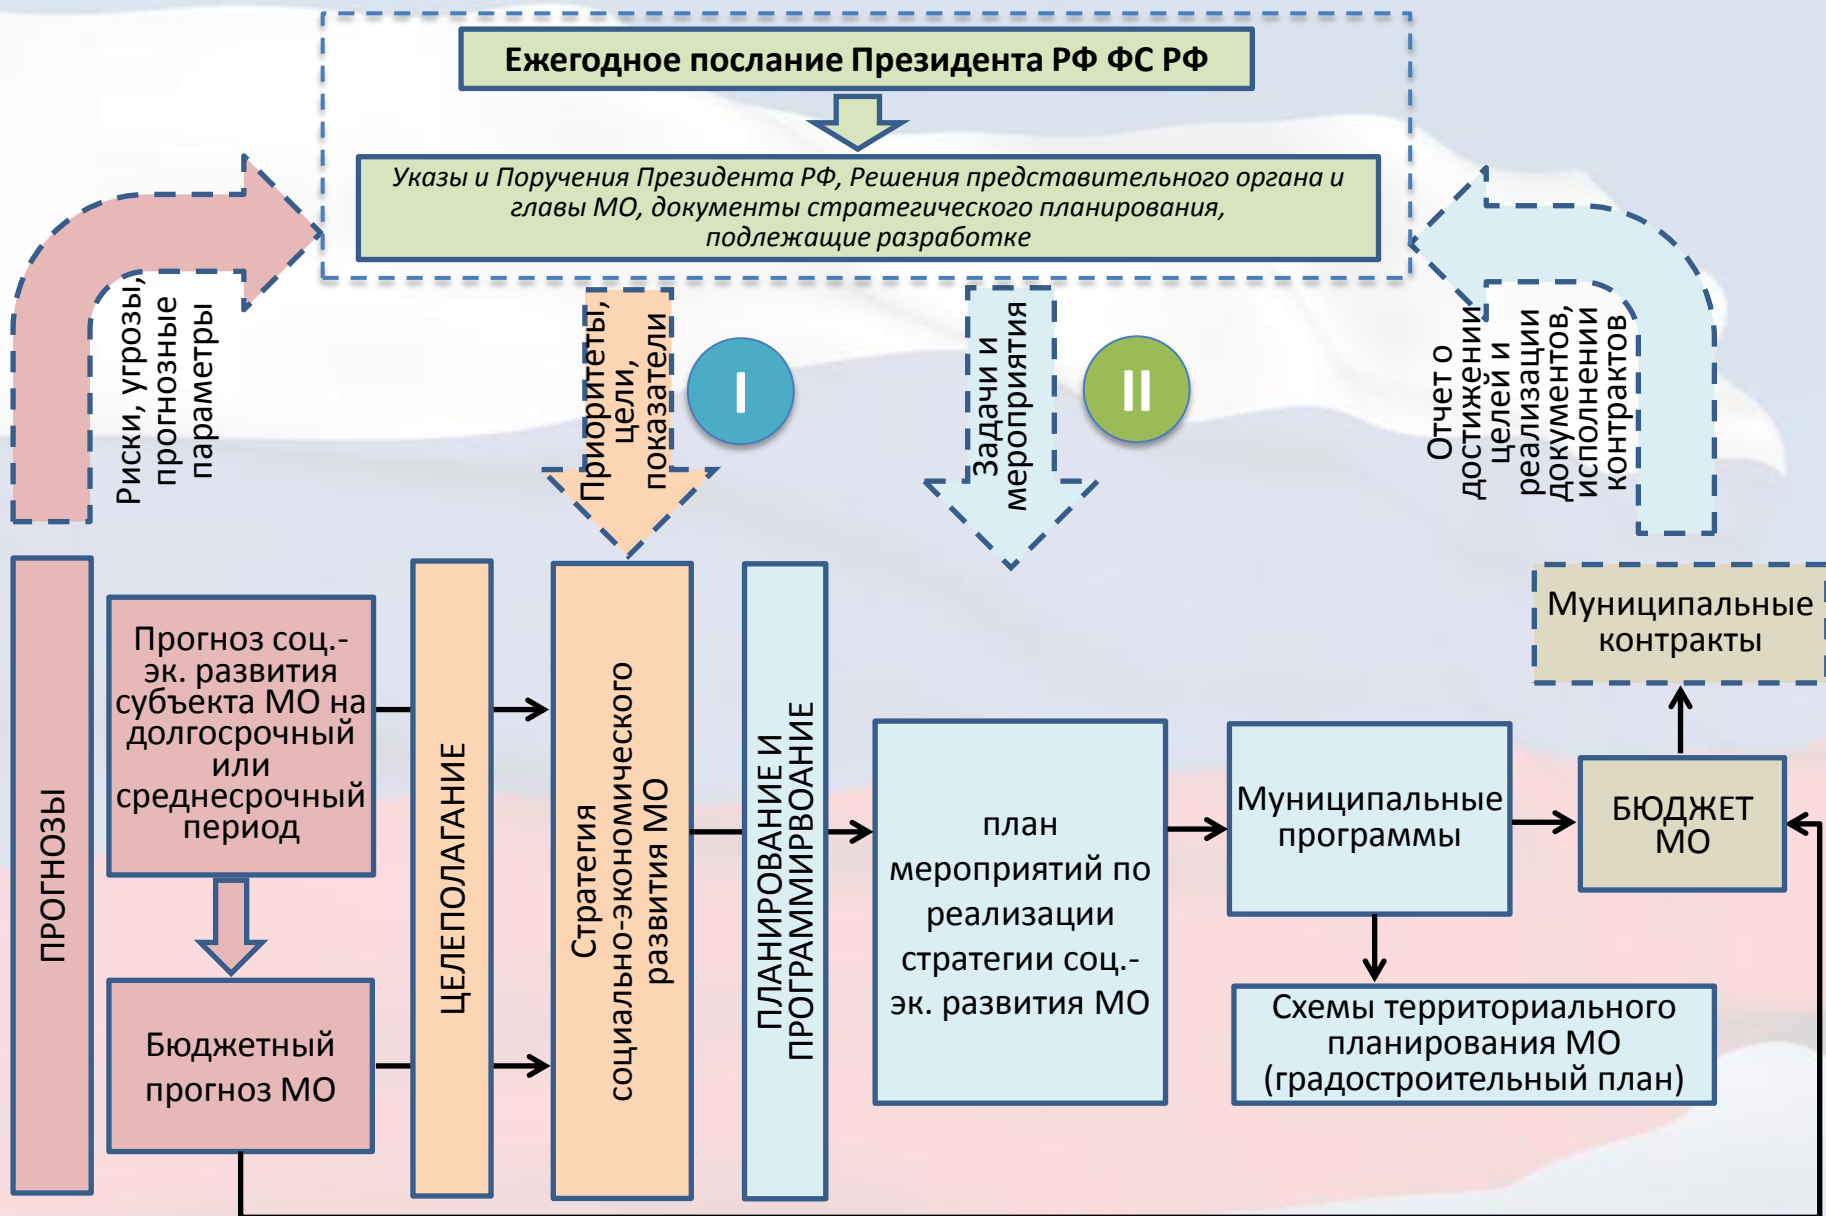 Ежегодное послание Президента РФ ФС РФ
Указы и Поручения Президента РФ, Решения представительного органа и
главы МО, документы стратегического планирования,
подлежащие разработке
Риски, угрозы,
прогнозные
параметры
Приоритеты,
цели,
показатели
I
Задачи и
мероприятия
II
Отчет о
достижении
целей и
реализации
документов,
исполнении
контрактов
ПРОГНОЗЫ
Прогноз соц.-
эк. развития
субъекта МО на
долгосрочный
или
среднесрочный
период
Бюджетный
прогноз МО
ЦЕЛЕПОЛАГАНИЕ
Стратегия
социально-экономического
развития МО
ПЛАНИРОВАНИЕ И
ПРОГРАММИРВОАНИЕ
план
мероприятий по
реализации
стратегии соц.-
эк. развития МО
Муниципальные
программы
Схемы территориального
планирования МО
(градостроительный план)
Муниципальные
контракты
БЮДЖЕТ
МО